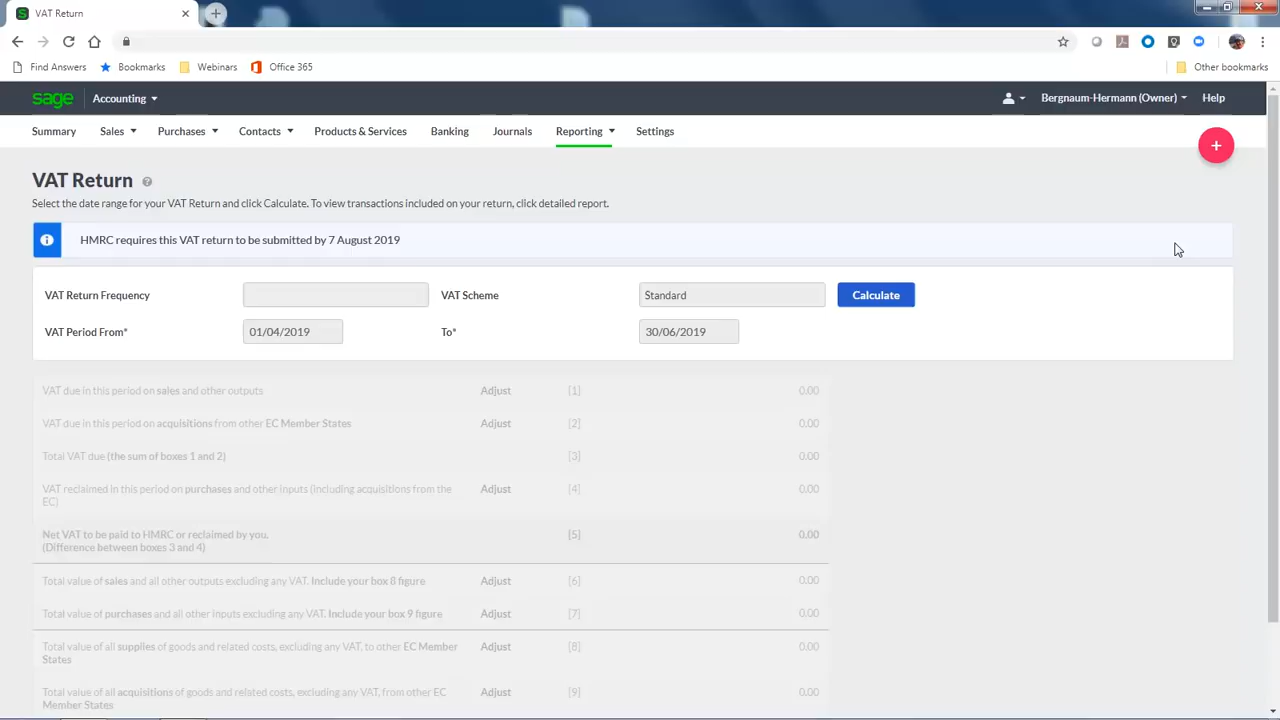 VAT Return
Find Answers Bookmarks Webinars Office 365 Other bookmarks
sage Accounting Bergnaum-Hermann (Owner) Help
Summary Sales Purchases Contacts Products & Services Banking Journals Reporting Settings
+
VAT Return ?
Select the date range for your VAT Return and click Calculate. To view transactions included on your return, click detailed report.
HMRC requires this VAT return to be submitted by 7 August 2019
VAT Return Frequency VAT Scheme Standard Calculate
VAT Period From* 01/04/2019 To* 30/06/2019
VAT due in this period on sales and other outputs Adjust [1] 0.00
VAT due in this period on acquisitions from other EC Member States Adjust [2] 0.00
Total VAT due (the sum of boxes 1 and 2) [3] 0.00
VAT reclaimed in this period on purchases and other inputs (including acquisitions from the Adjust [4] 0.00
EC)
Net VAT to be paid to HMRC or reclaimed by you. [5] 0.00
(Difference between boxes 3 and 4)
Total value of sales and all other outputs excluding any VAT. Include your box 8 figure Adjust [6] 0.00
Total value of purchases and all other inputs excluding any VAT. Include your box 9 figure Adjust [7] 0.00
Total value of all supplies of goods and related costs, excluding any VAT, to other EC Member Adjust [8] 0.00
States
Total value of all acquisitions of goods and related costs, excluding any VAT, from other EC Adjust [9] 0.00
Member States